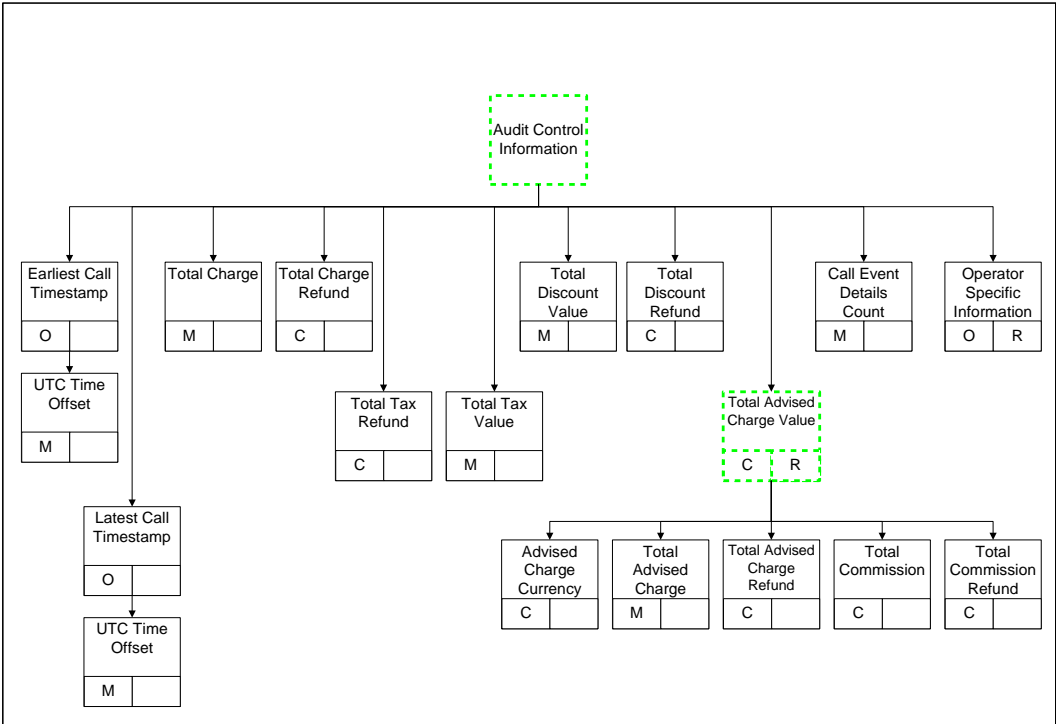 Audit Control
Information
Earliest Call
Timestamp
O
UTC Time
Offset
M
Latest Call
Timestamp
O
UTC Time
Offset
M
Total Charge
M
Total Charge
Refund
C
Total Tax
Refund
C
Total Tax
Value
M
Total
Discount
Value
M
Total
Discount
Refund
C
Total Advised
Charge Value
C R
Advised
Charge
Currency
C
Total
Advised
Charge
M
Total Advised
Charge
Refund
C
Total
Commission
C
Total
Commission
Refund
C
Call Event
Details
Count
M
Operator
Specific
Information
O R